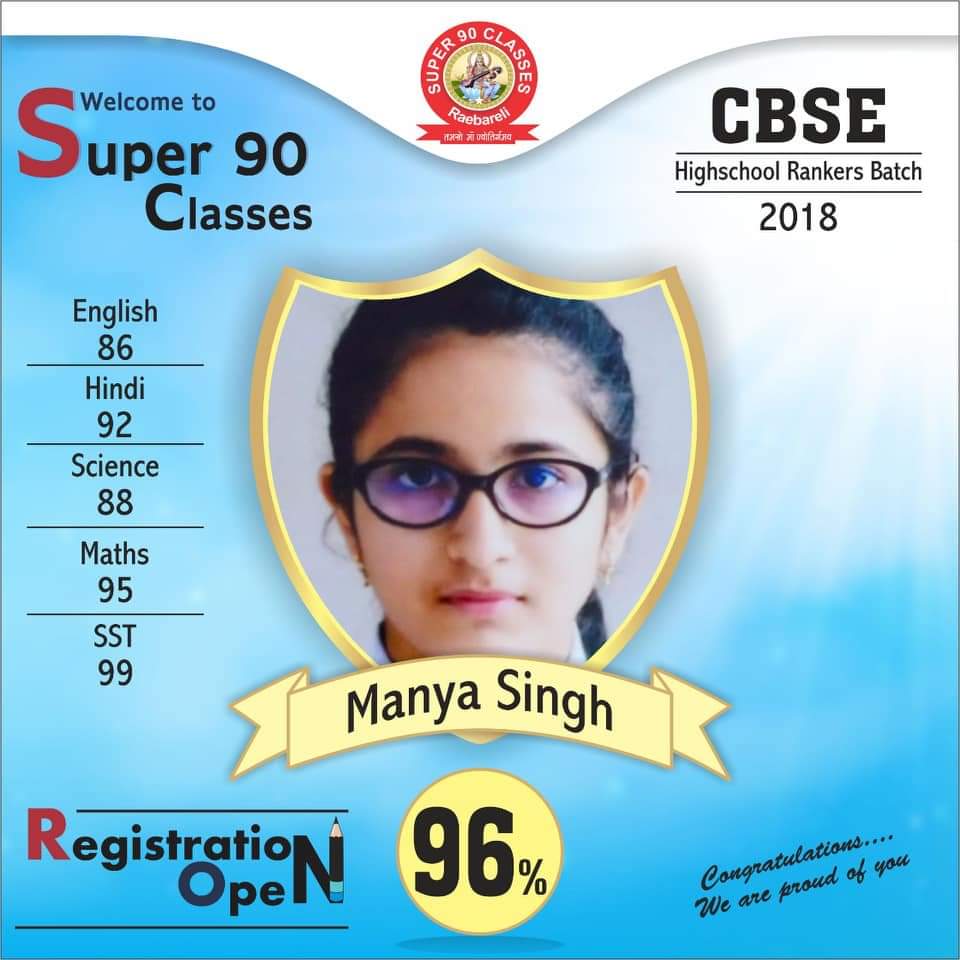 SUPER 90 CLASSES
Raebareli
तमसो माँ ज्योतिर्गमय
Welcome to
Super 90
Classes
CBSE
Highschool Rankers Batch
2018
English
86
Hindi
92
Science
88
Maths
95
SST
99
Manya Singh
Registration
OpeN
96%
Congratulations....
We are proud of you